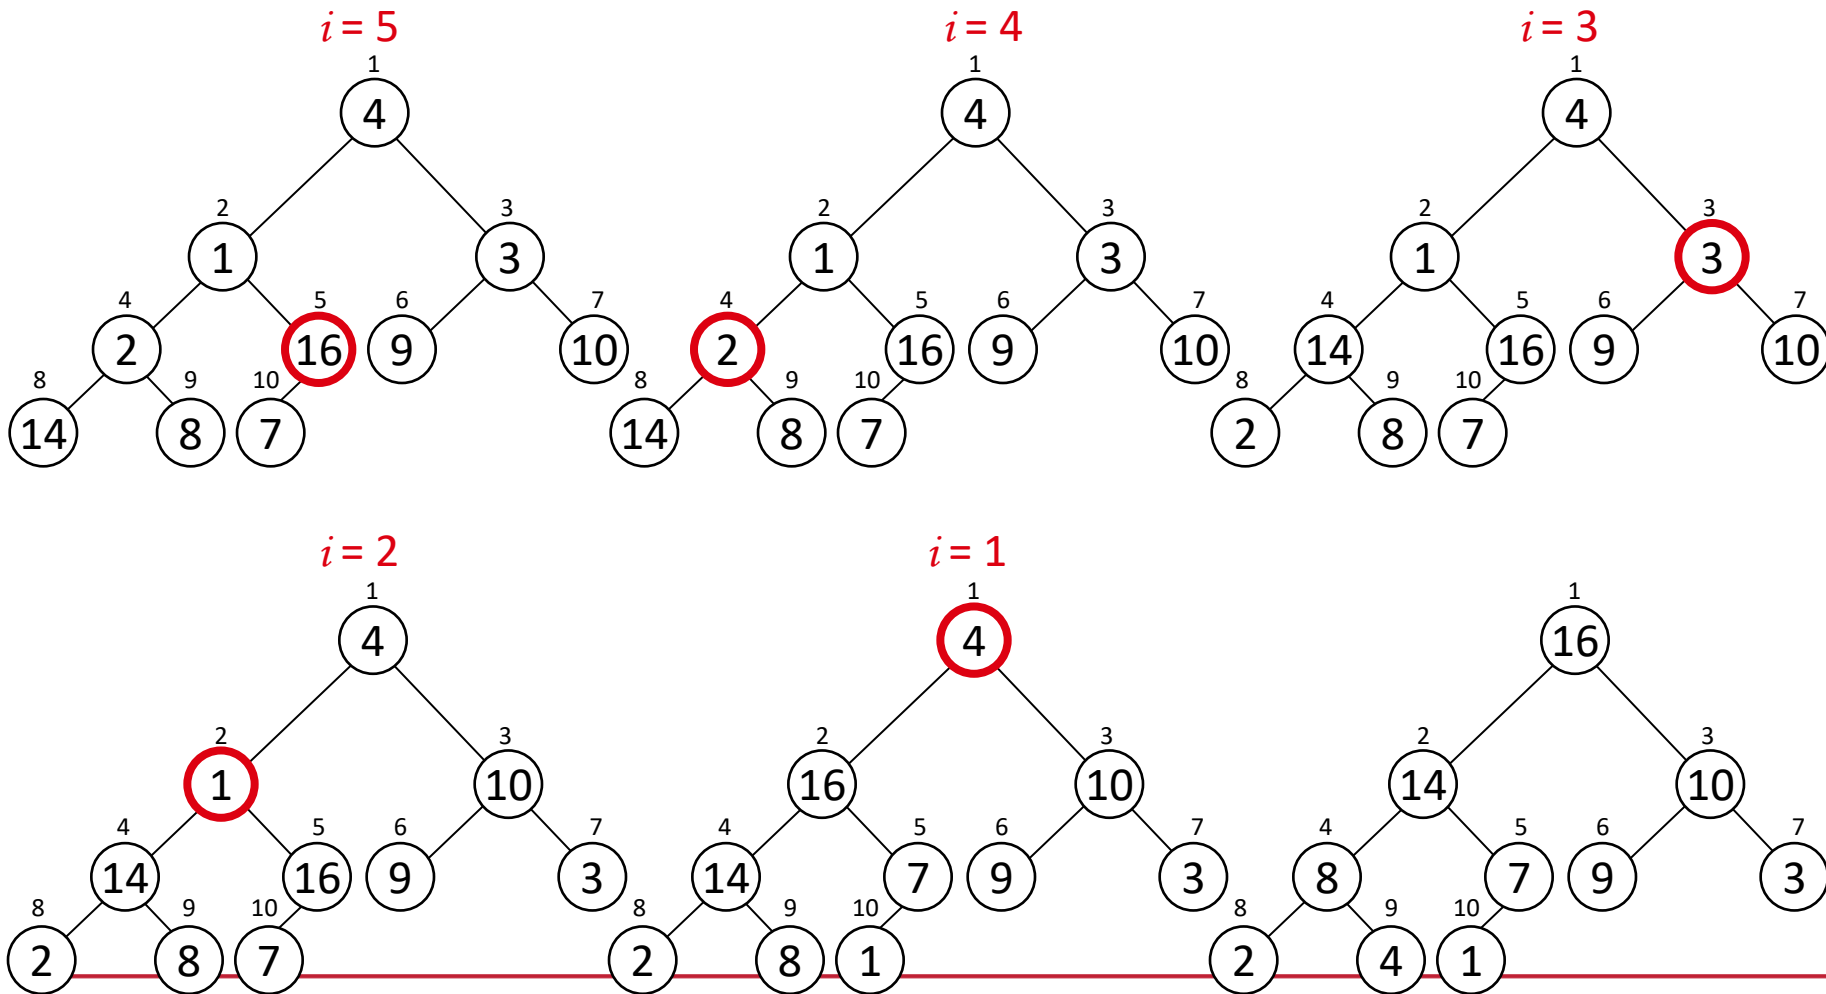 i = 5 i = 4 i = 3
1 1 1
4 4 4
2 3 2 3 2 3
1 3 1 3 1 3
4 5 6 7 4 5 6 7 4 5 6 7
2 16 9 10 2 16 9 10 14 16 9 10
8 9 10 8 9 10 8 9 10
14 8 7 14 8 7 2 8 7
i = 2 i = 1
1 1 1
4 4 16
2 3 2 3 2 3
1 10 16 10 14 10
4 5 6 7 4 5 6 7 4 5 6 7
14 16 9 3 14 7 9 3 8 7 9 3
8 9 10 8 9 10 8 9 10
2 8 7 2 8 1 2 4 1